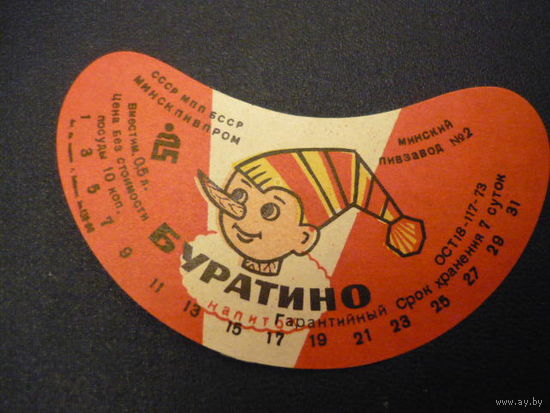 СССР МПП БССР
МИНСКПИВПРОМ
Вместим. 0,5 л.
Цена без стоимости
посуды 10 коп.
МИНСКИЙ
ПИВЗАВОД №2
БУРАТИНО
напиток
ОСТ18-117-73
Гарантийный срок хранения 7 суток
1 3 5 7 9 11 13 15 17 19 21 23 25 27 29 31
www.ay.by